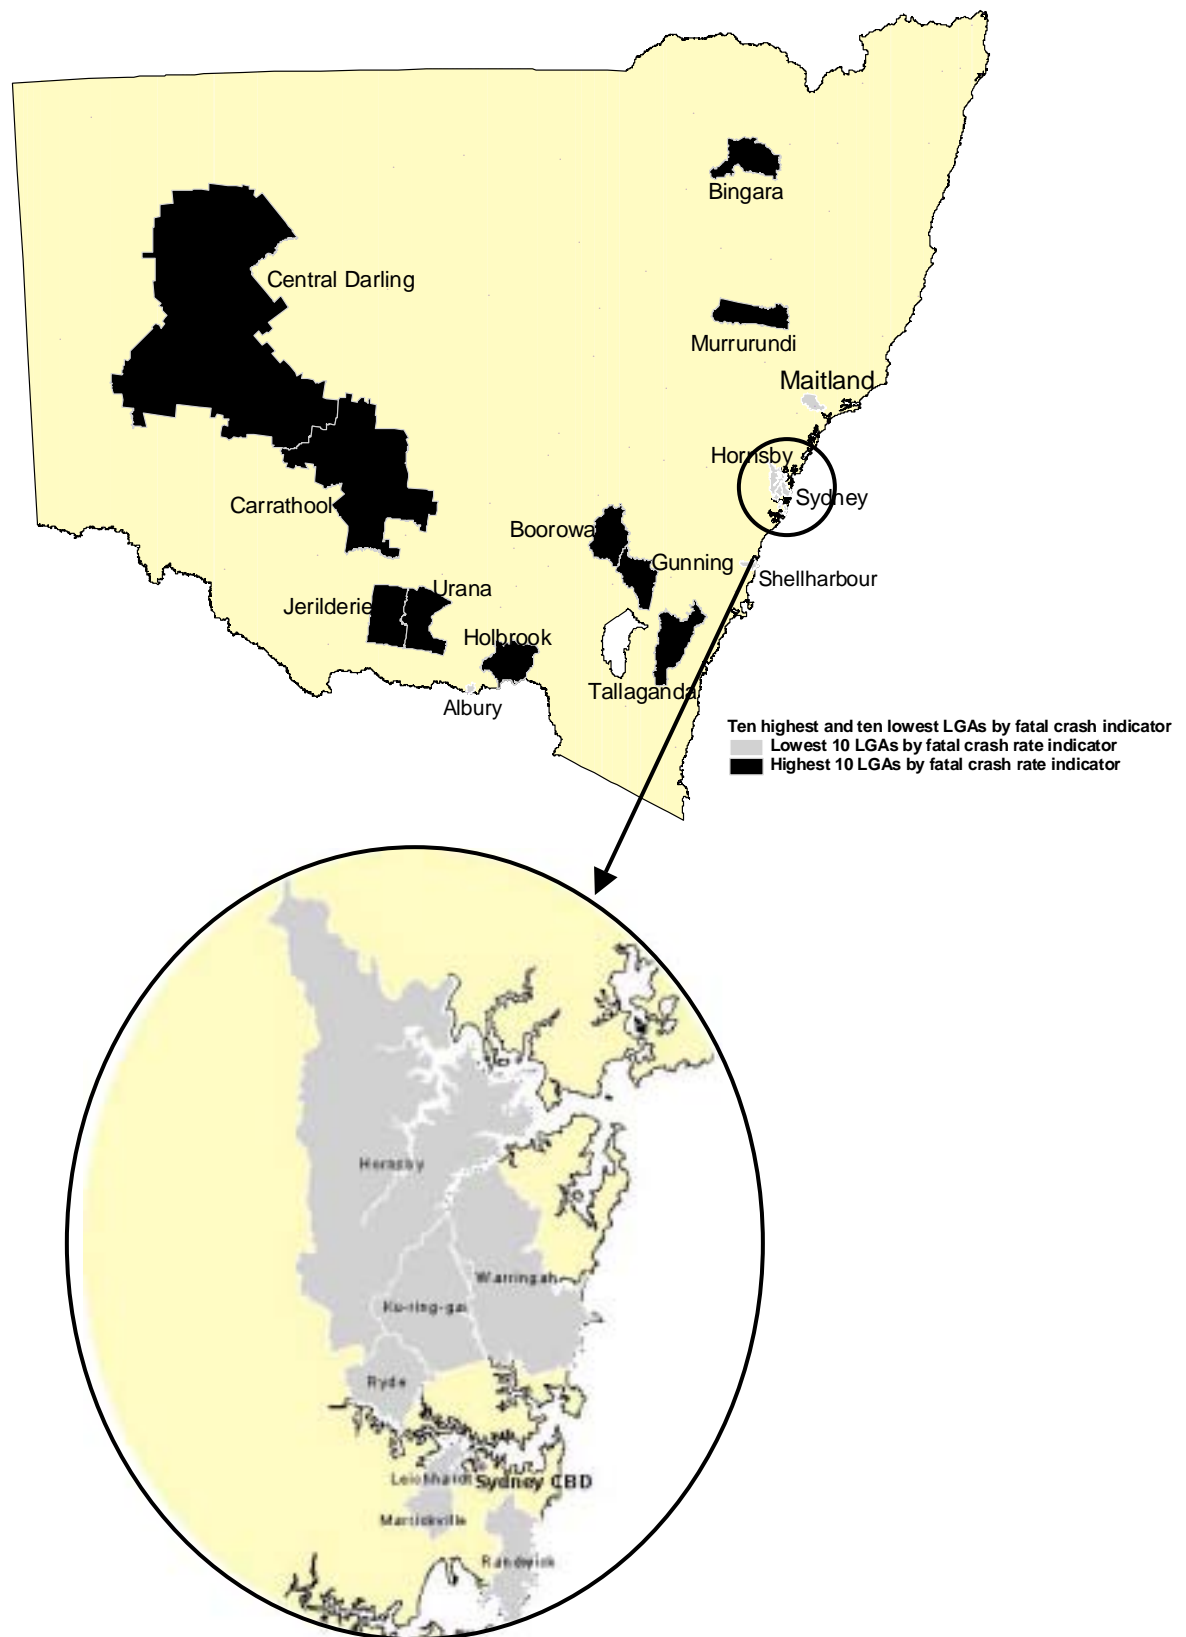 Bingara
Central Darling
Murrurundi
Maitland
Hornsby
Sydney
Carrathool
Boorowa
Gunning
Shellharbour
Urana
Jerilderie
Holbrook
Tallaganda
Albury
Ten highest and ten lowest LGAs by fatal crash indicator
Lowest 10 LGAs by fatal crash rate indicator
Highest 10 LGAs by fatal crash rate indicator
Hornsby
Warringah
Ku-ring-gai
Ryde
Leichhardt Sydney CBD
Marrickville
Randwick